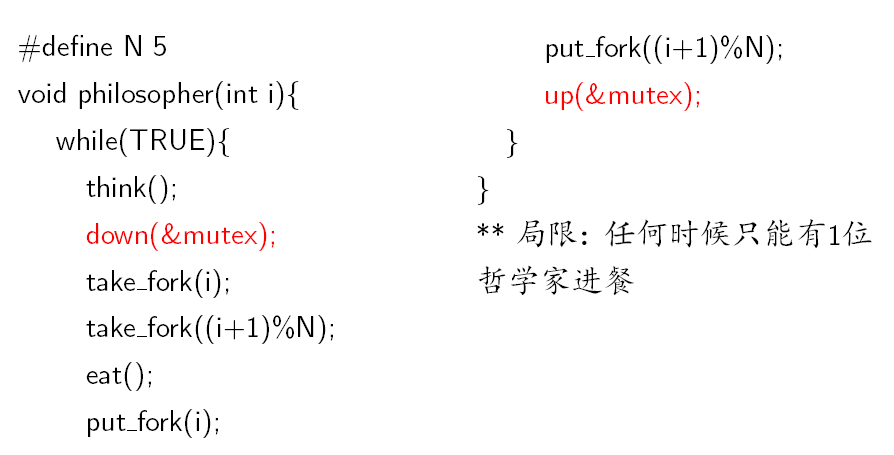 #define N 5
void philosopher(int i){
while(TRUE){
think();
down(&mutex);
take_fork(i);
take_fork((i+1)%N);
eat();
put_fork(i);
put_fork((i+1)%N);
up(&mutex);
}
}
** 局限: 任何时候只能有1位
哲学家进餐